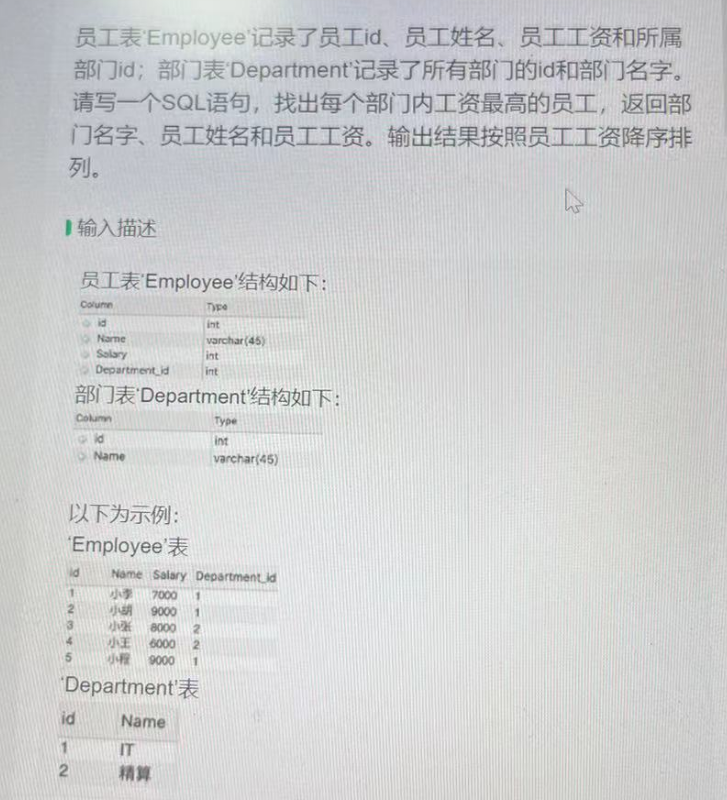 员工表'Employee'记录了员工id、员工姓名、员工工资和所属
部门id；部门表'Department'记录了所有部门的id和部门名字。
请写一个SQL语句，找出每个部门内工资最高的员工，返回部
门名字、员工姓名和员工工资。输出结果按照员工工资降序排
列。
输入描述
员工表'Employee'结构如下：
Column Type
id int
Name varchar(45)
Salary int
Department_id int
部门表'Department'结构如下：
Column Type
id int
Name varchar(45)
以下为示例：
'Employee'表
id Name Salary Department_id
1 小李 7000 1
2 小胡 9000 1
3 小张 8000 2
4 小王 6000 2
5 小程 9000 1
'Department'表
id Name
1 IT
2 精算